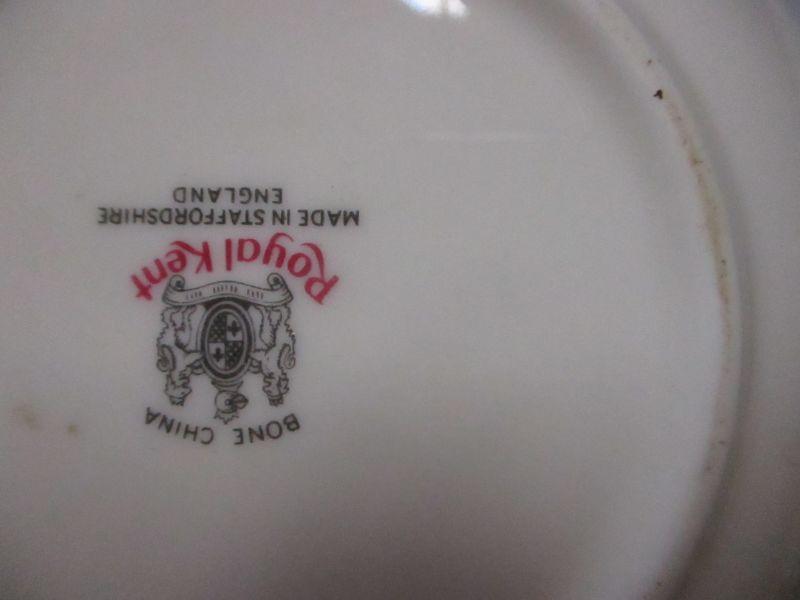 BONE CHINA
Royal Kent
MADE IN STAFFORDSHIRE
ENGLAND